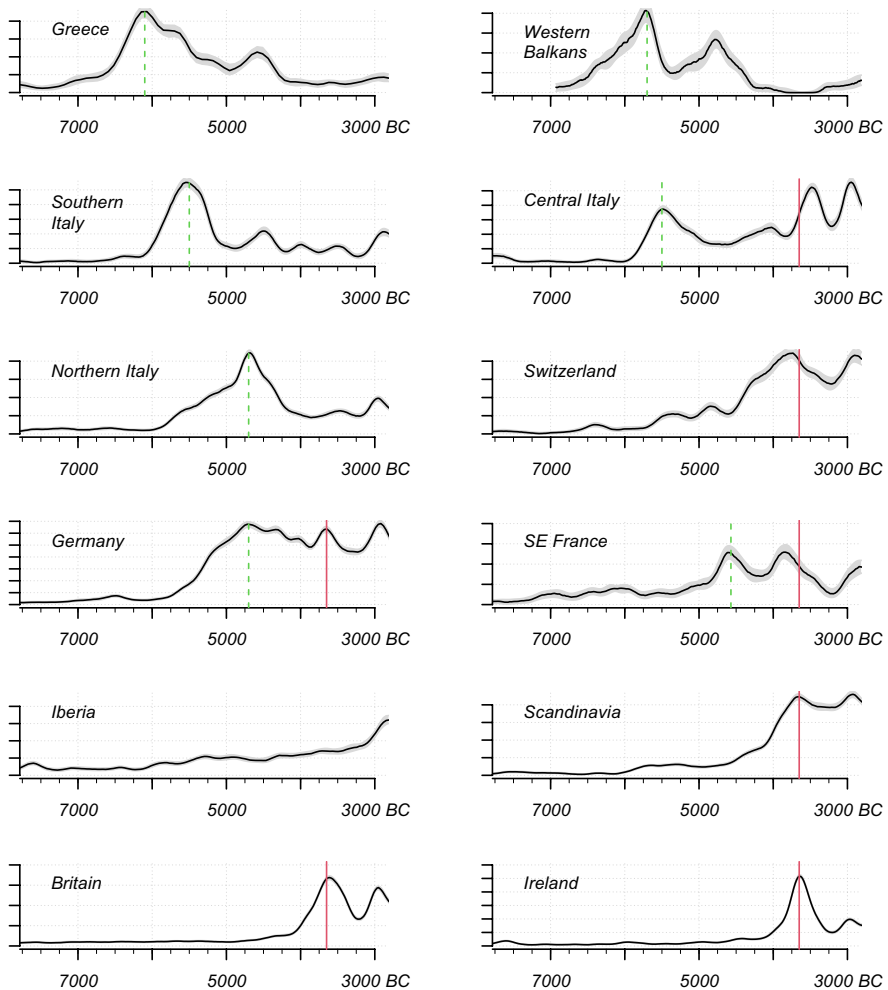 Greece
7000 5000 3000 BC
Western
Balkans
7000 5000 3000 BC
Southern
Italy
7000 5000 3000 BC
Central Italy
7000 5000 3000 BC
Northern Italy
7000 5000 3000 BC
Switzerland
7000 5000 3000 BC
Germany
7000 5000 3000 BC
SE France
7000 5000 3000 BC
Iberia
7000 5000 3000 BC
Scandinavia
7000 5000 3000 BC
Britain
7000 5000 3000 BC
Ireland
7000 5000 3000 BC